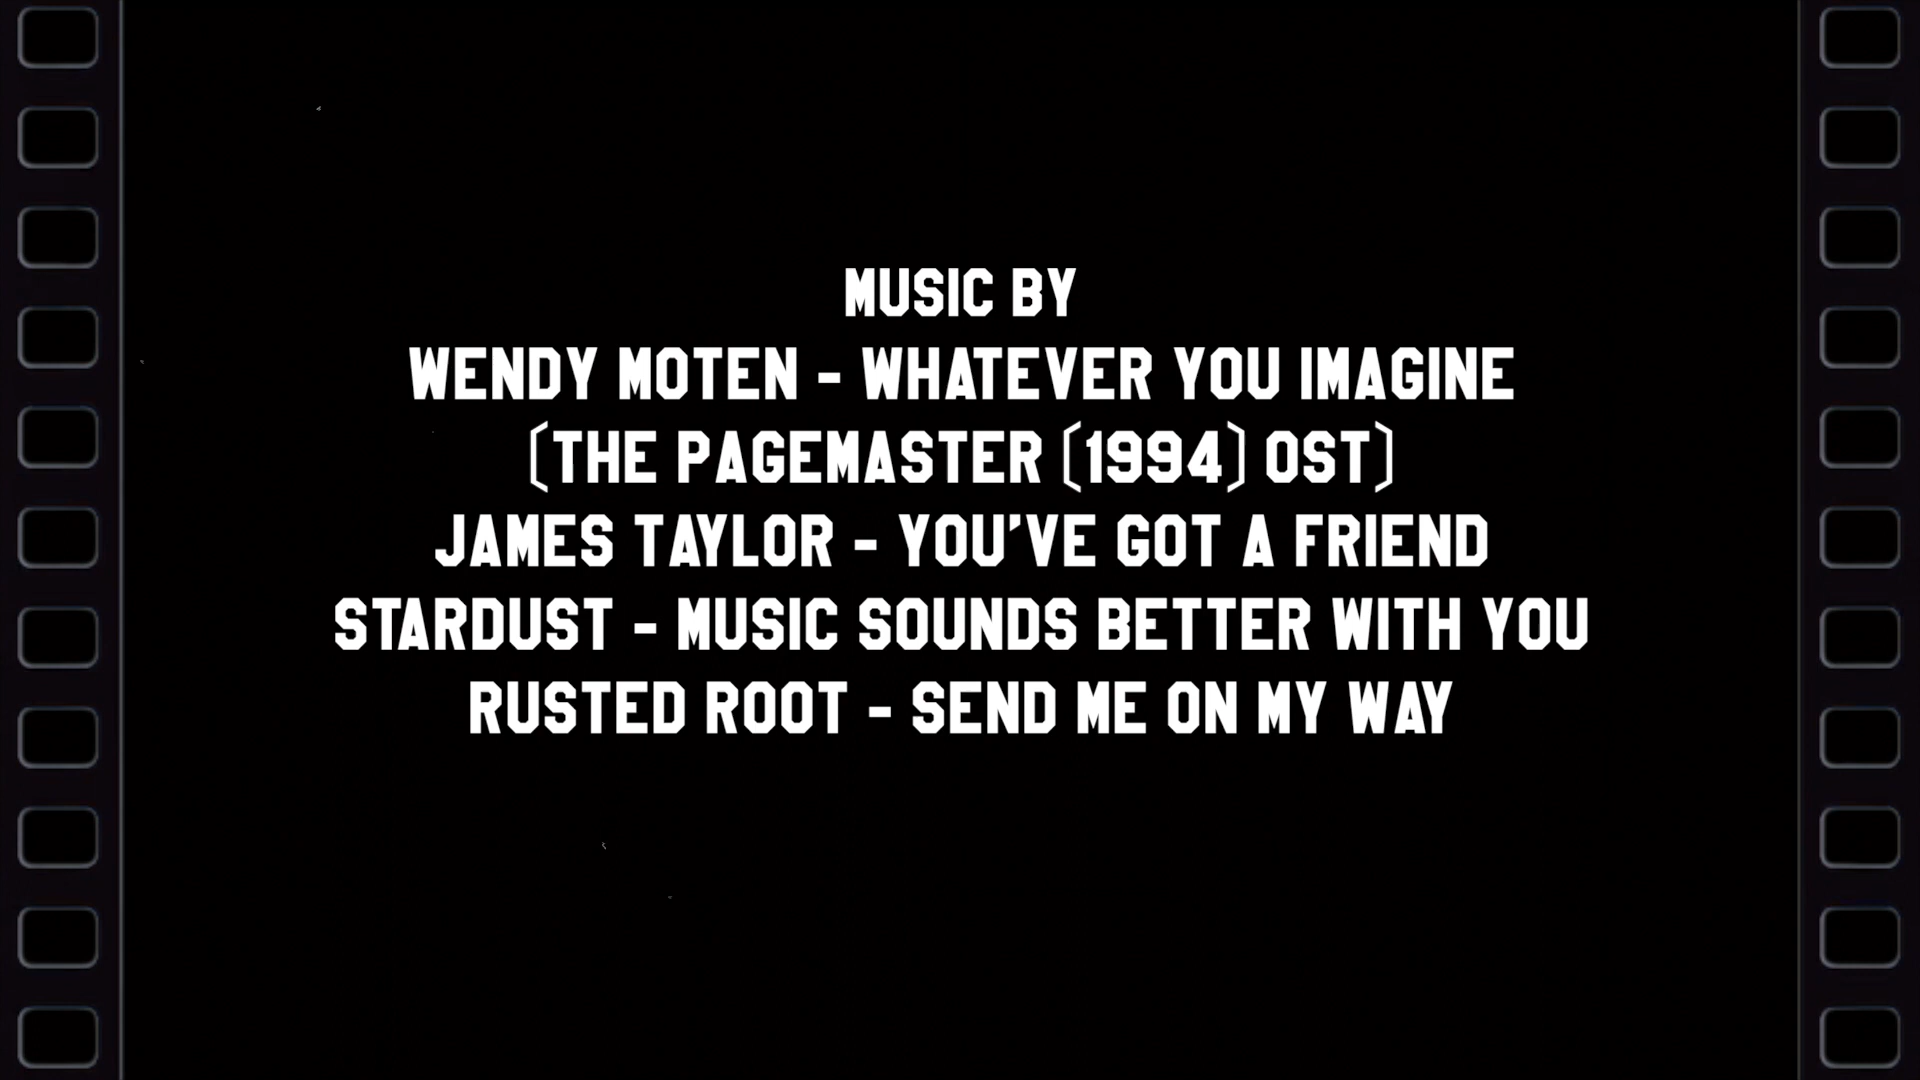 MUSIC BY
WENDY MOTEN - WHATEVER YOU IMAGINE
(THE PAGEMASTER (1994) OST)
JAMES TAYLOR - YOU'VE GOT A FRIEND
STARDUST - MUSIC SOUNDS BETTER WITH YOU
RUSTED ROOT - SEND ME ON MY WAY